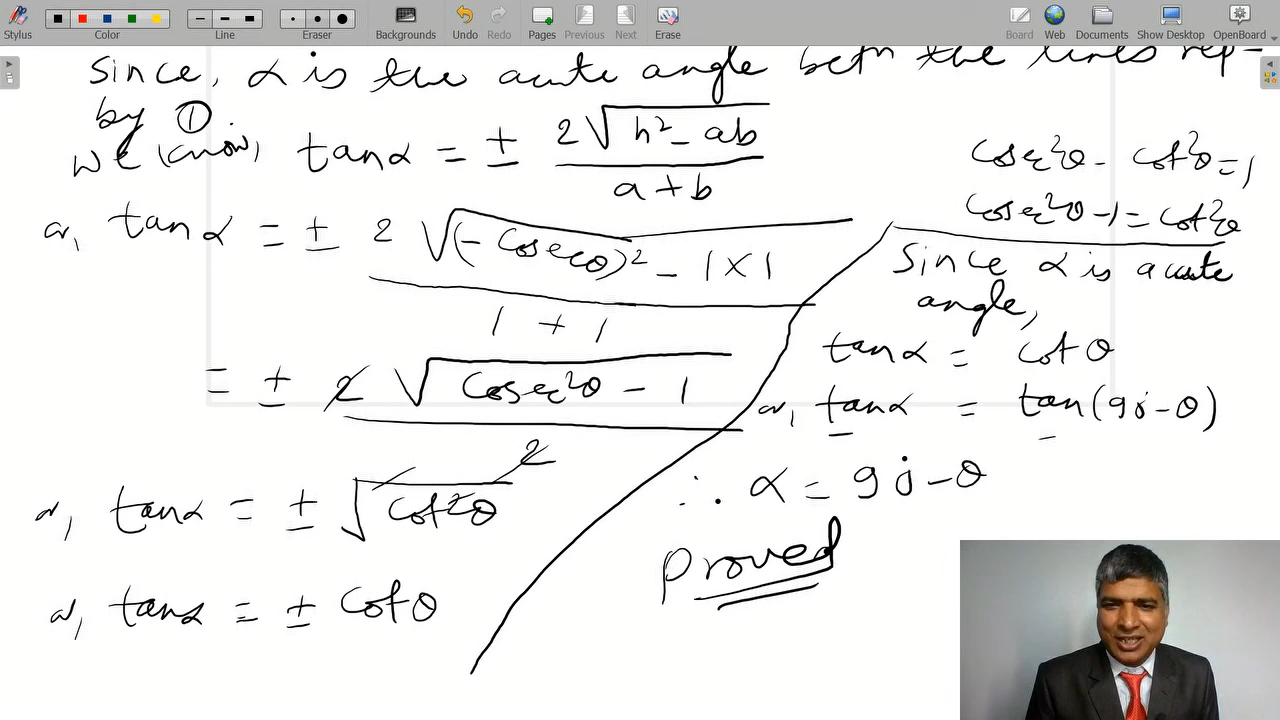 Stylus Color Line Eraser Backgrounds Undo Redo Pages Previous Next Erase Board Web Documents Show Desktop OpenBoard
Since, α is the acute angle betn the lines rep-
by ①
we know, tanα = ± 2√(h² - ab) / (a + b)
or, tanα = ± 2√((-cosecθ)² - 1×1) / (1 + 1)
= ± 2√(cosec²θ - 1) / 2
or, tanα = ± √cot²θ
or, tanα = ± cotθ
cosec²θ - cot²θ = 1
cosec²θ - 1 = cot²θ
Since α is acute
angle,
tanα = cotθ
or, tanα = tan(90° - θ)
∴ α = 90° - θ
Proved